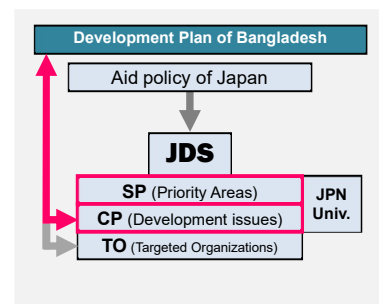 Development Plan of Bangladesh
Aid policy of Japan
JDS
SP (Priority Areas)
CP (Development issues)
TO (Targeted Organizations)
JPN
Univ.